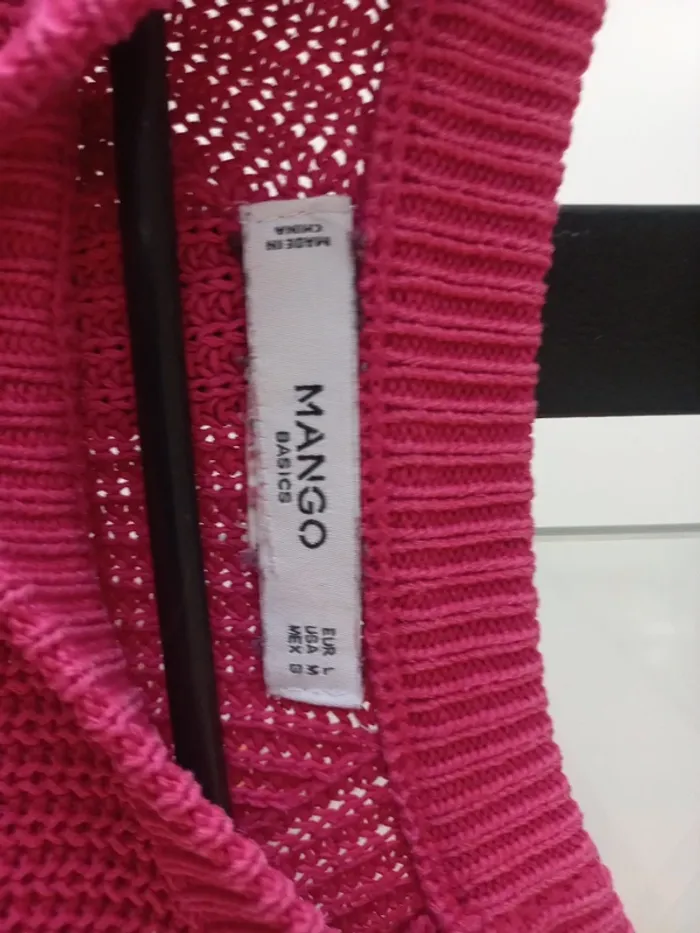 MANGO
BASICS
EUR L
USA M
MEX G
MADE IN
CHINA